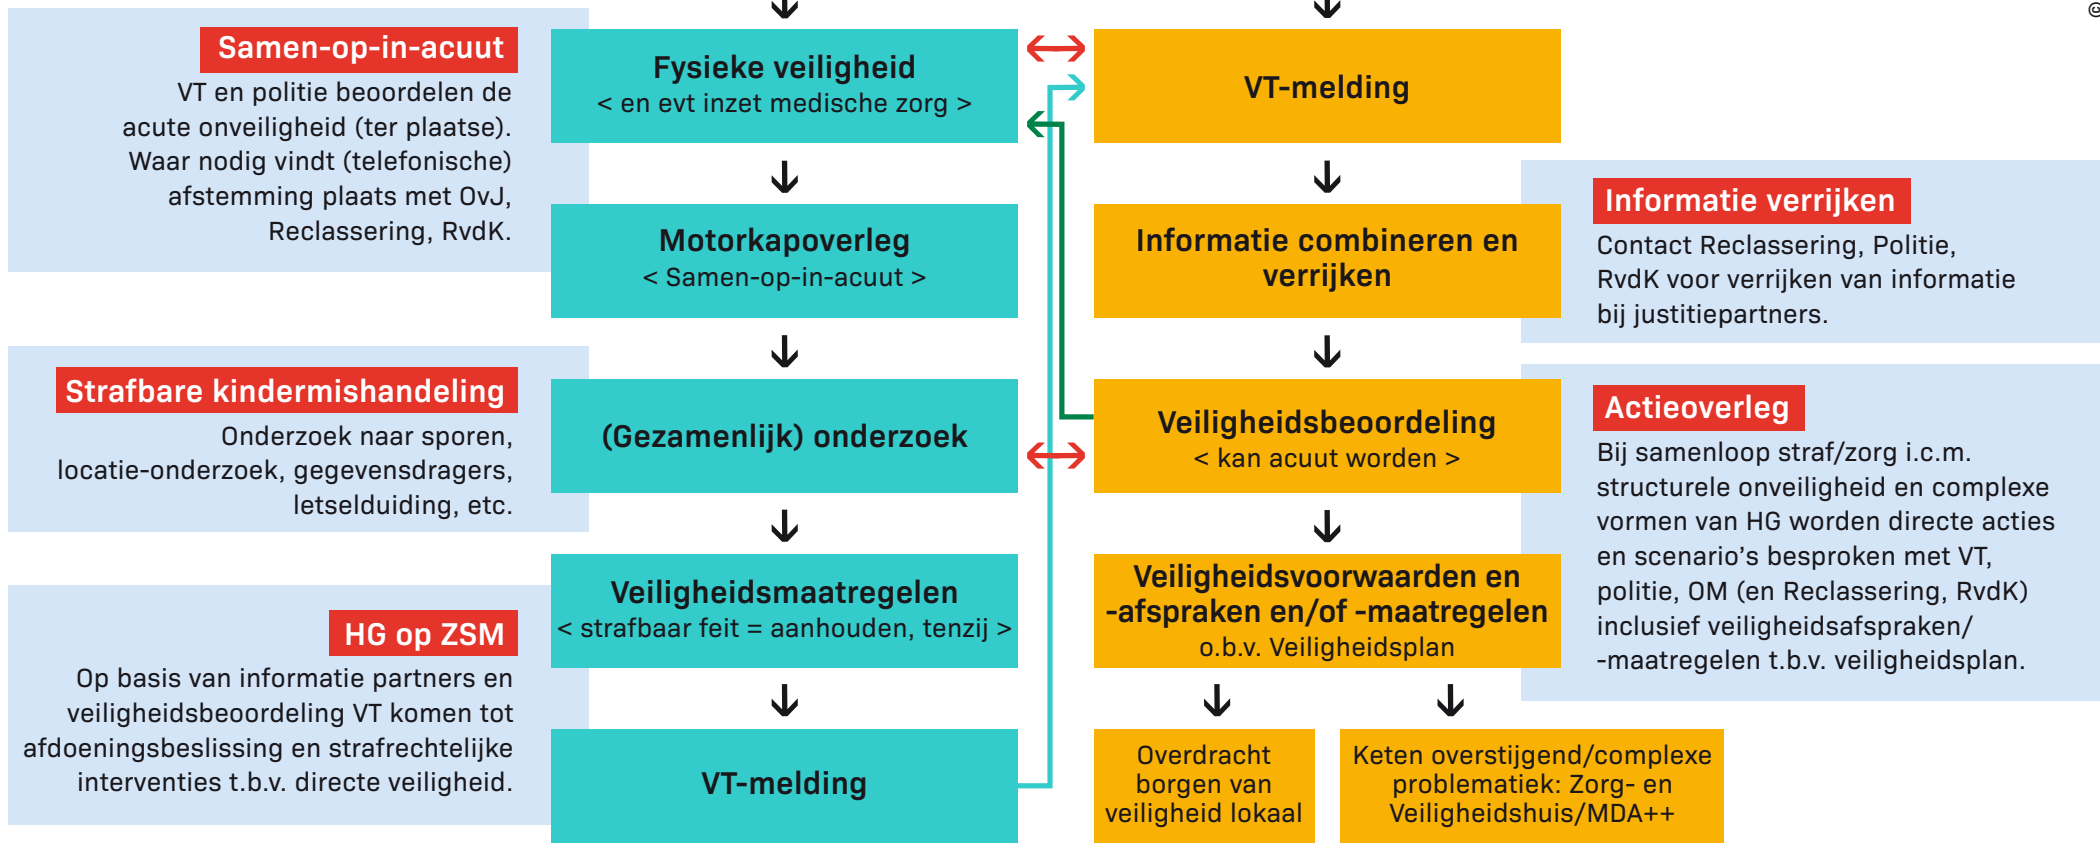 ©
Samen-op-in-acuut
VT en politie beoordelen de
acute onveiligheid (ter plaatse).
Waar nodig vindt (telefonische)
afstemming plaats met OvJ,
Reclassering, RvdK.
Strafbare kindermishandeling
Onderzoek naar sporen,
locatie-onderzoek, gegevensdragers,
letselduiding, etc.
HG op ZSM
Op basis van informatie partners en
veiligheidsbeoordeling VT komen tot
afdoeningsbeslissing en strafrechtelijke
interventies t.b.v. directe veiligheid.
Fysieke veiligheid
< en evt inzet medische zorg >
Motorkapoverleg
< Samen-op-in-acuut >
(Gezamenlijk) onderzoek
Veiligheidsmaatregelen
< strafbaar feit = aanhouden, tenzij >
VT-melding
VT-melding
Informatie combineren en
verrijken
Veiligheidsbeoordeling
< kan acuut worden >
Veiligheidsvoorwaarden en
-afspraken en/of -maatregelen
o.b.v. Veiligheidsplan
Overdracht
borgen van
veiligheid lokaal
Keten overstijgend/complexe
problematiek: Zorg- en
Veiligheidshuis/MDA++
Informatie verrijken
Contact Reclassering, Politie,
RvdK voor verrijken van informatie
bij justitiepartners.
Actieoverleg
Bij samenloop straf/zorg i.c.m.
structurele onveiligheid en complexe
vormen van HG worden directe acties
en scenario's besproken met VT,
politie, OM (en Reclassering, RvdK)
inclusief veiligheidsafspraken/
-maatregelen t.b.v. veiligheidsplan.